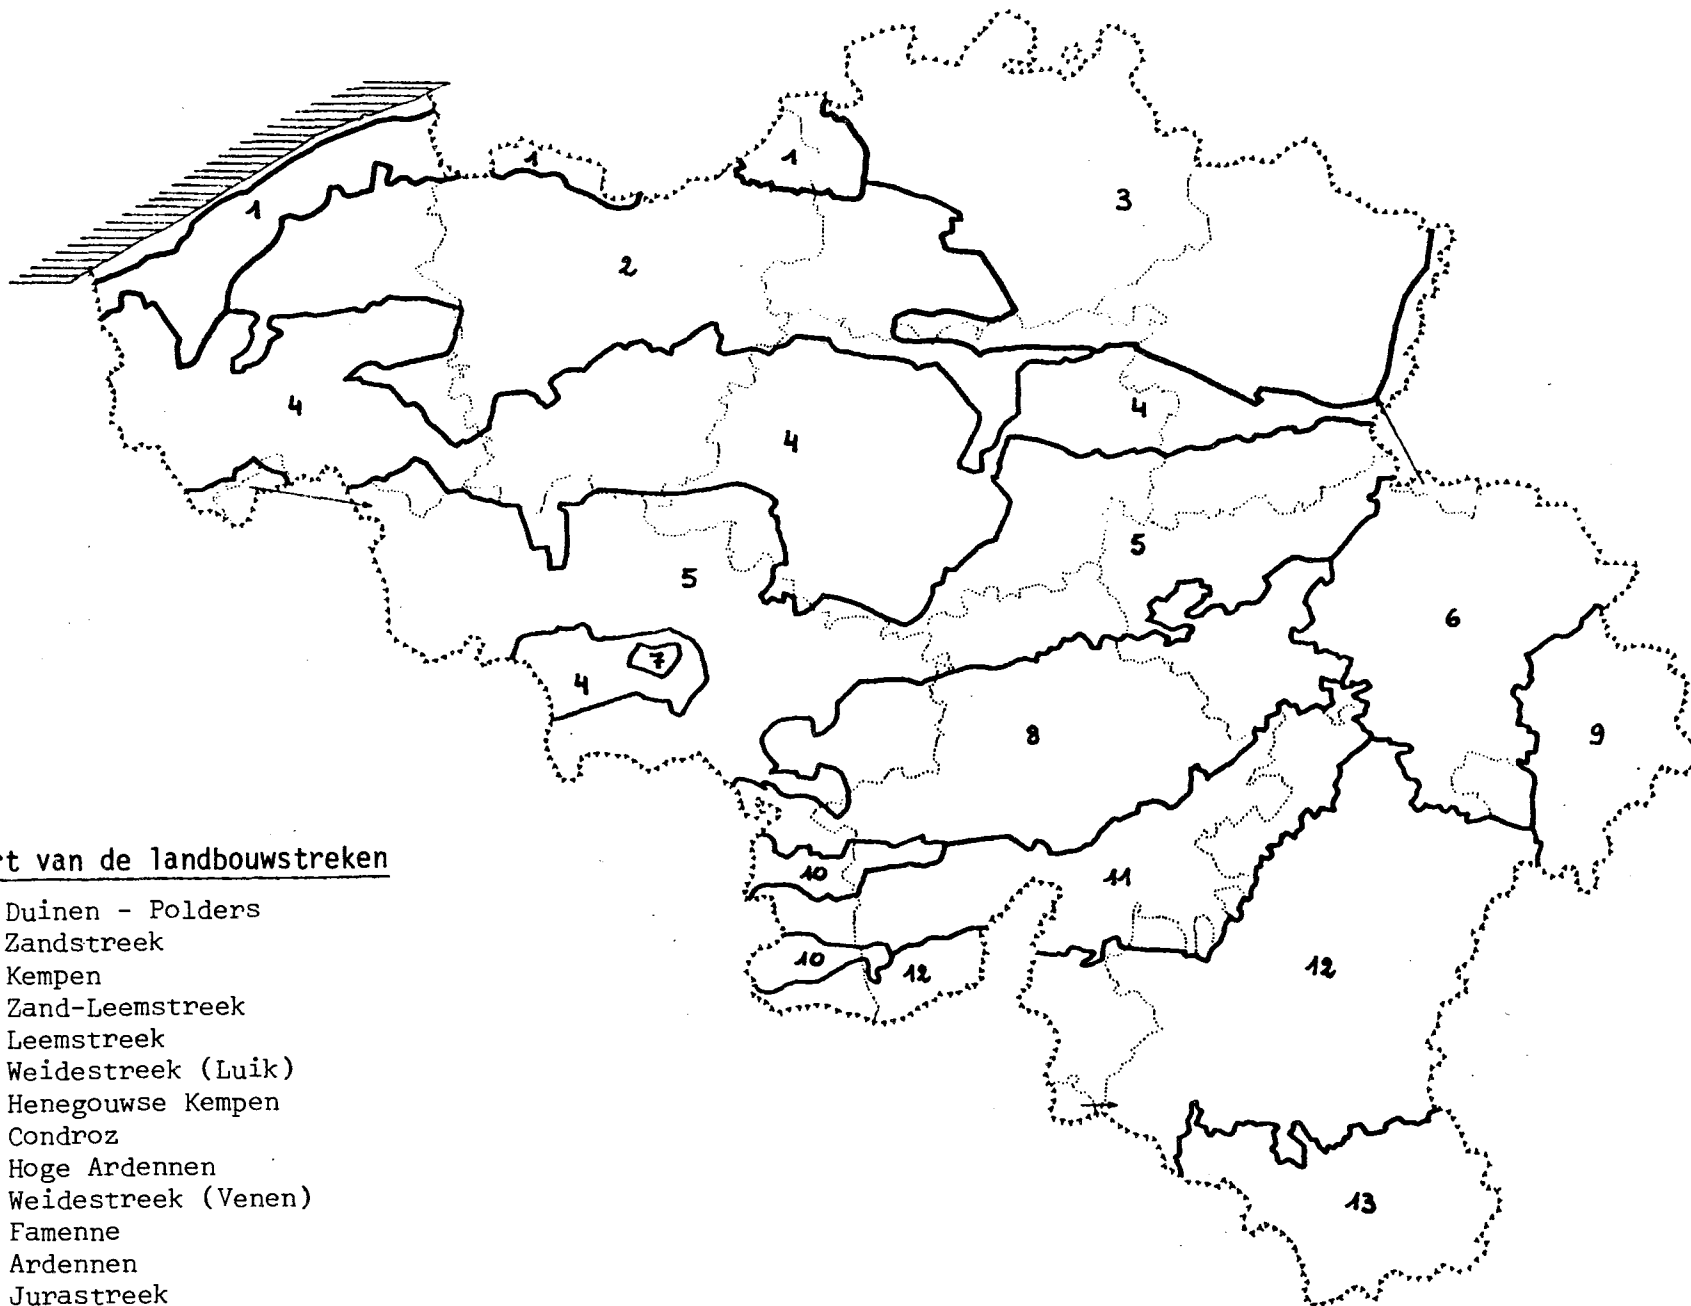 1
1
1
3
2
4
4
4
5
5
6
7
4
8
9
10
11
10
12
12
13
van de landbouwstreken
Duinen - Polders
Zandstreek
Kempen
Zand-Leemstreek
Leemstreek
Weidestreek (Luik)
Henegouwse Kempen
Condroz
Hoge Ardennen
Weidestreek (Venen)
Famenne
Ardennen
Jurastreek